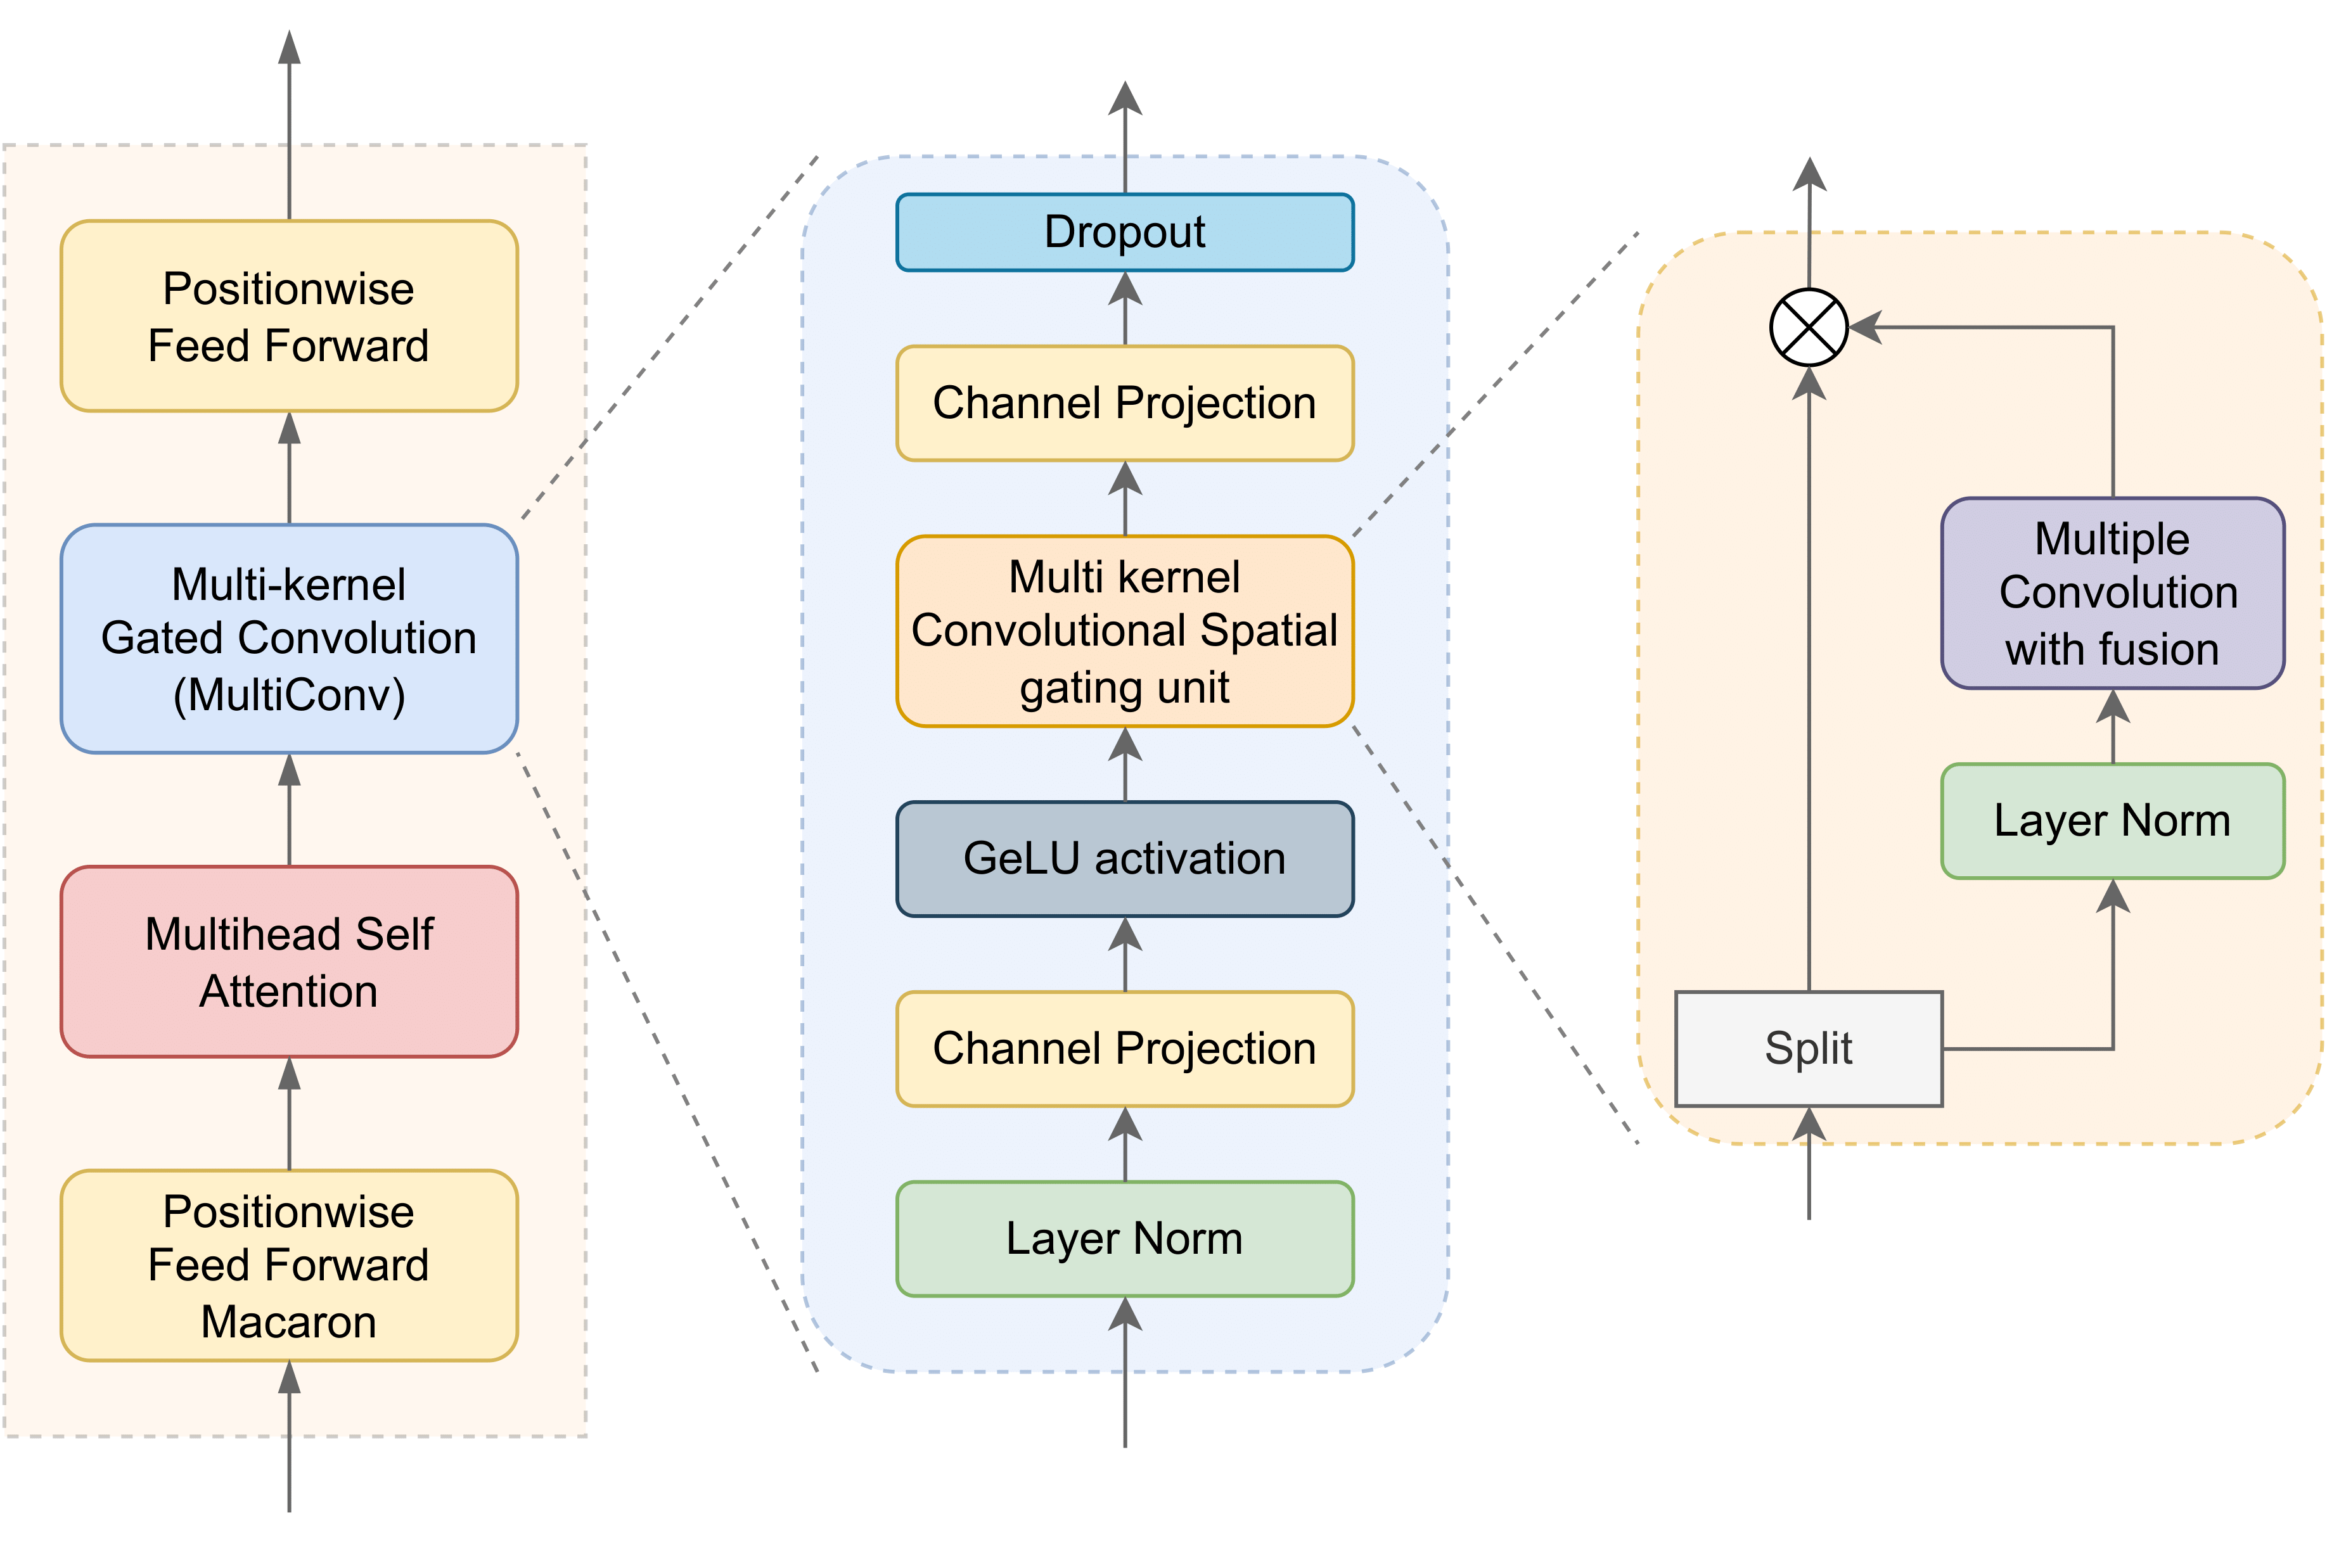 Positionwise
Feed Forward
Multi-kernel
Gated Convolution
(MultiConv)
Multihead Self
Attention
Positionwise
Feed Forward
Macaron
Dropout
Channel Projection
Multi kernel
Convolutional Spatial
gating unit
GeLU activation
Channel Projection
Layer Norm
Multiple
Convolution
with fusion
Layer Norm
Split